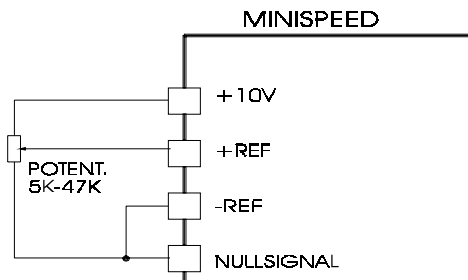 MINISPEED
+10V
+REF
POTENT.
5K-47K
-REF
NULLSIGNAL